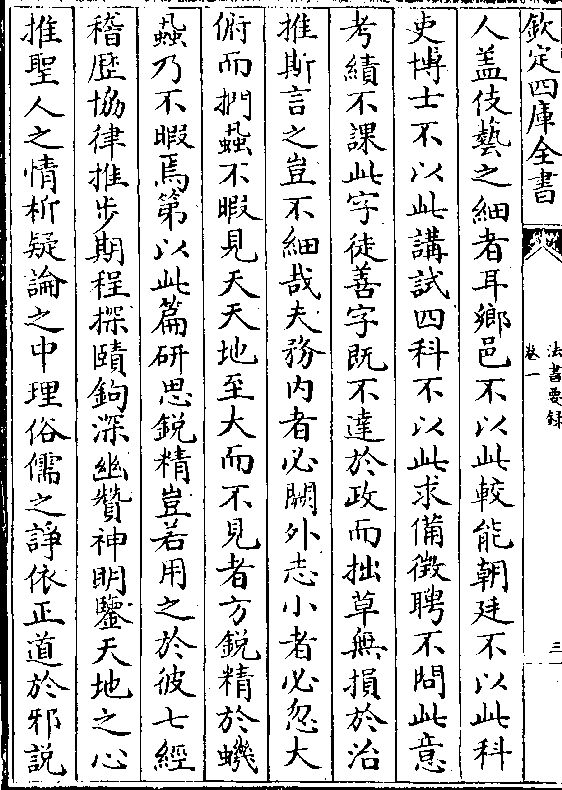 欽定四庫全書
法書要録
卷一
三
人盖伎藝之細者耳鄉邑不以此較能朝廷不以此科
吏博士不以此講試四科不以此求備徴聘不問此意
考績不課此字徒善字既不達於政而拙草無損於治
推斯言之豈不細哉夫務内者必闕外志小者必忽大
俯而捫蟲不暇見天天地至大而不見者方鋭精於蟣
蟲乃不暇焉第以此篇研思鋭精豈若用之於彼七經
稽歴協律推步期程探賾鉤深幽贊神明鑒天地之心
推聖人之情析疑論之中理俗儒之諍依正道於邪説